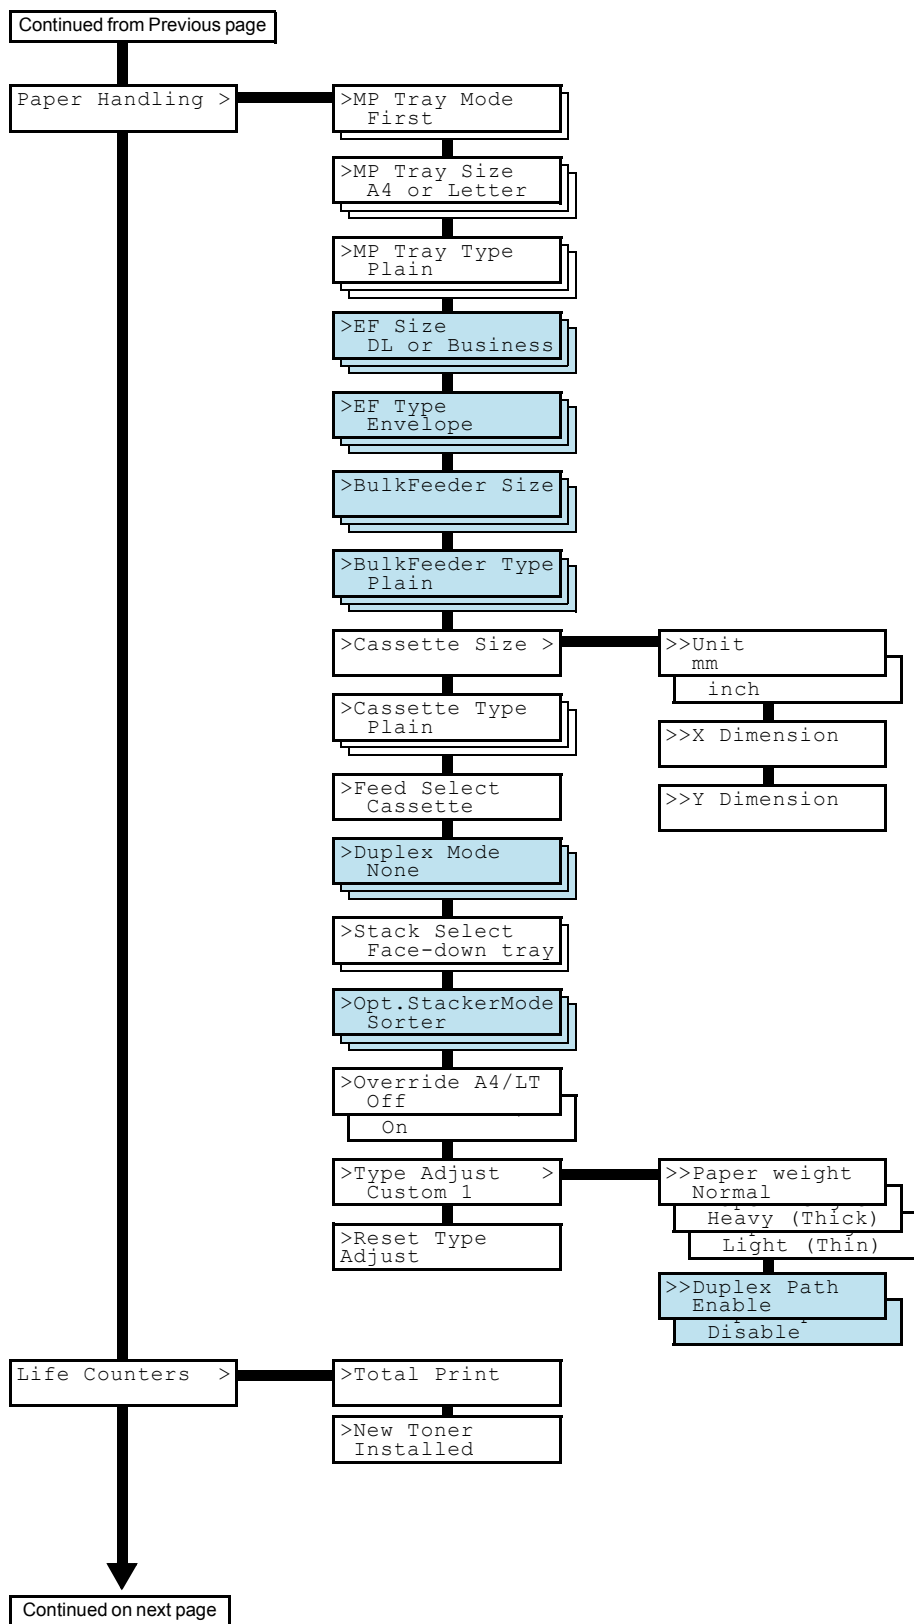 Continued from Previous page
Paper Handling >
>MP Tray Mode
First
>MP Tray Size
A4 or Letter
>MP Tray Type
Plain
>EF Size
DL or Business
>EF Type
Envelope
>BulkFeeder Size
>BulkFeeder Type
Plain
>Cassette Size >
>>Unit
mm
inch
>>X Dimension
>>Y Dimension
>Cassette Type
Plain
>Feed Select
Cassette
>Duplex Mode
None
>Stack Select
Face-down tray
>Opt.StackerMode
Sorter
>Override A4/LT
Off
On
>Type Adjust >
Custom 1
>>Paper weight
Normal
Heavy (Thick)
Light (Thin)
>>Duplex Path
Enable
Disable
>Reset Type
Adjust
Life Counters >
>Total Print
>New Toner
Installed
Continued on next page